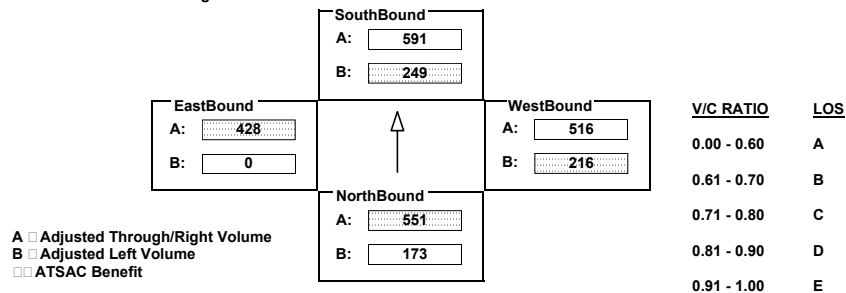 SouthBound
A: 591
B: 249
EastBound
A: 428
B: 0
WestBound
A: 516
B: 216
NorthBound
A: 551
B: 173
A □ Adjusted Through/Right Volume
B □ Adjusted Left Volume
□□ ATSAC Benefit
V/C RATIO LOS
0.00 - 0.60 A
0.61 - 0.70 B
0.71 - 0.80 C
0.81 - 0.90 D
0.91 - 1.00 E